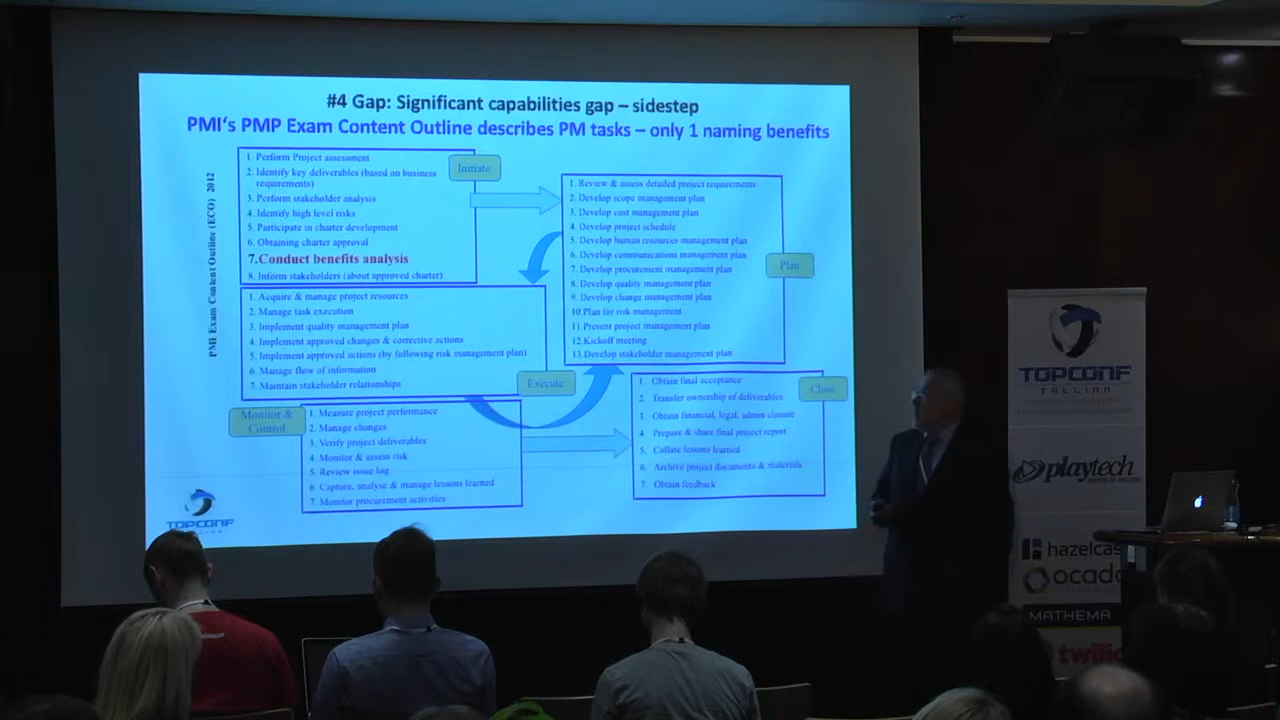 #4 Gap: Significant capabilities gap – sidestep
PMI's PMP Exam Content Outline describes PM tasks – only 1 naming benefits
PMI Exam Content Outline (ECO) 2012
Initiate
1. Perform Project assessment
2. Identify key deliverables (based on business
requirements)
3. Perform stakeholder analysis
4. Identify high level risks
5. Participate in charter development
6. Obtaining charter approval
7.Conduct benefits analysis
8. Inform stakeholders (about approved charter)
Plan
1. Review & assess detailed project requirements
2. Develop scope management plan
3. Develop cost management plan
4. Develop project schedule
5. Develop human resources management plan
6. Develop communications management plan
7. Develop procurement management plan
8. Develop quality management plan
9. Develop change management plan
10.Plan for risk management
11.Present project management plan
12.Kickoff meeting
13.Develop stakeholder management plan
1. Acquire & manage project resources
2. Manage task execution
3. Implement quality management plan
4. Implement approved changes & corrective actions
5. Implement approved actions (by following risk management plan)
6. Manage flow of information
7. Maintain stakeholder relationships
Execute
Monitor &
Control
1. Measure project performance
2. Manage changes
3. Verify project deliverables
4. Monitor & assess risk
5. Review issue log
6. Capture, analyse & manage lessons learned
7. Monitor procurement activities
Close
1. Obtain final acceptance
2. Transfer ownership of deliverables
3. Obtain financial, legal, admin closure
4. Prepare & share final project report
5. Collate lessons learned
6. Archive project documents & materials
7. Obtain feedback
TOPCONF
TALLINN
TOPCONF
TALLINN
playtech
hazelcas
ocado
MATHEMA
twilio